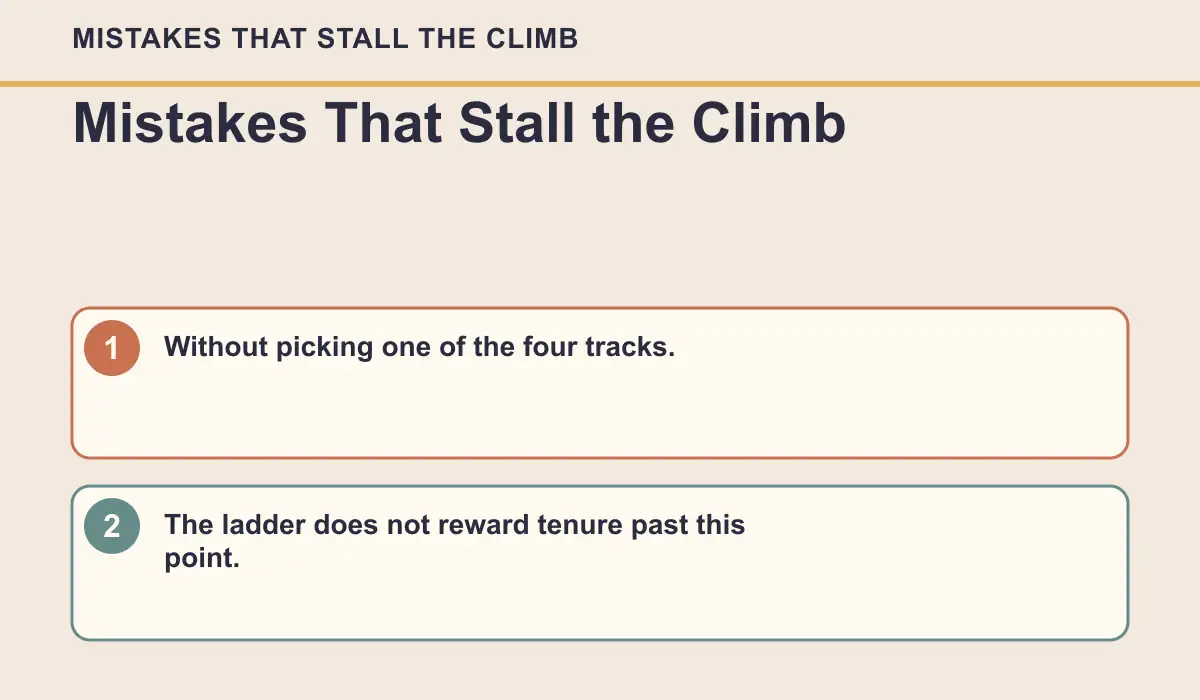 MISTAKES THAT STALL THE CLIMB
Mistakes That Stall the Climb
1
Without picking one of the four tracks.
2
The ladder does not reward tenure past this
point.